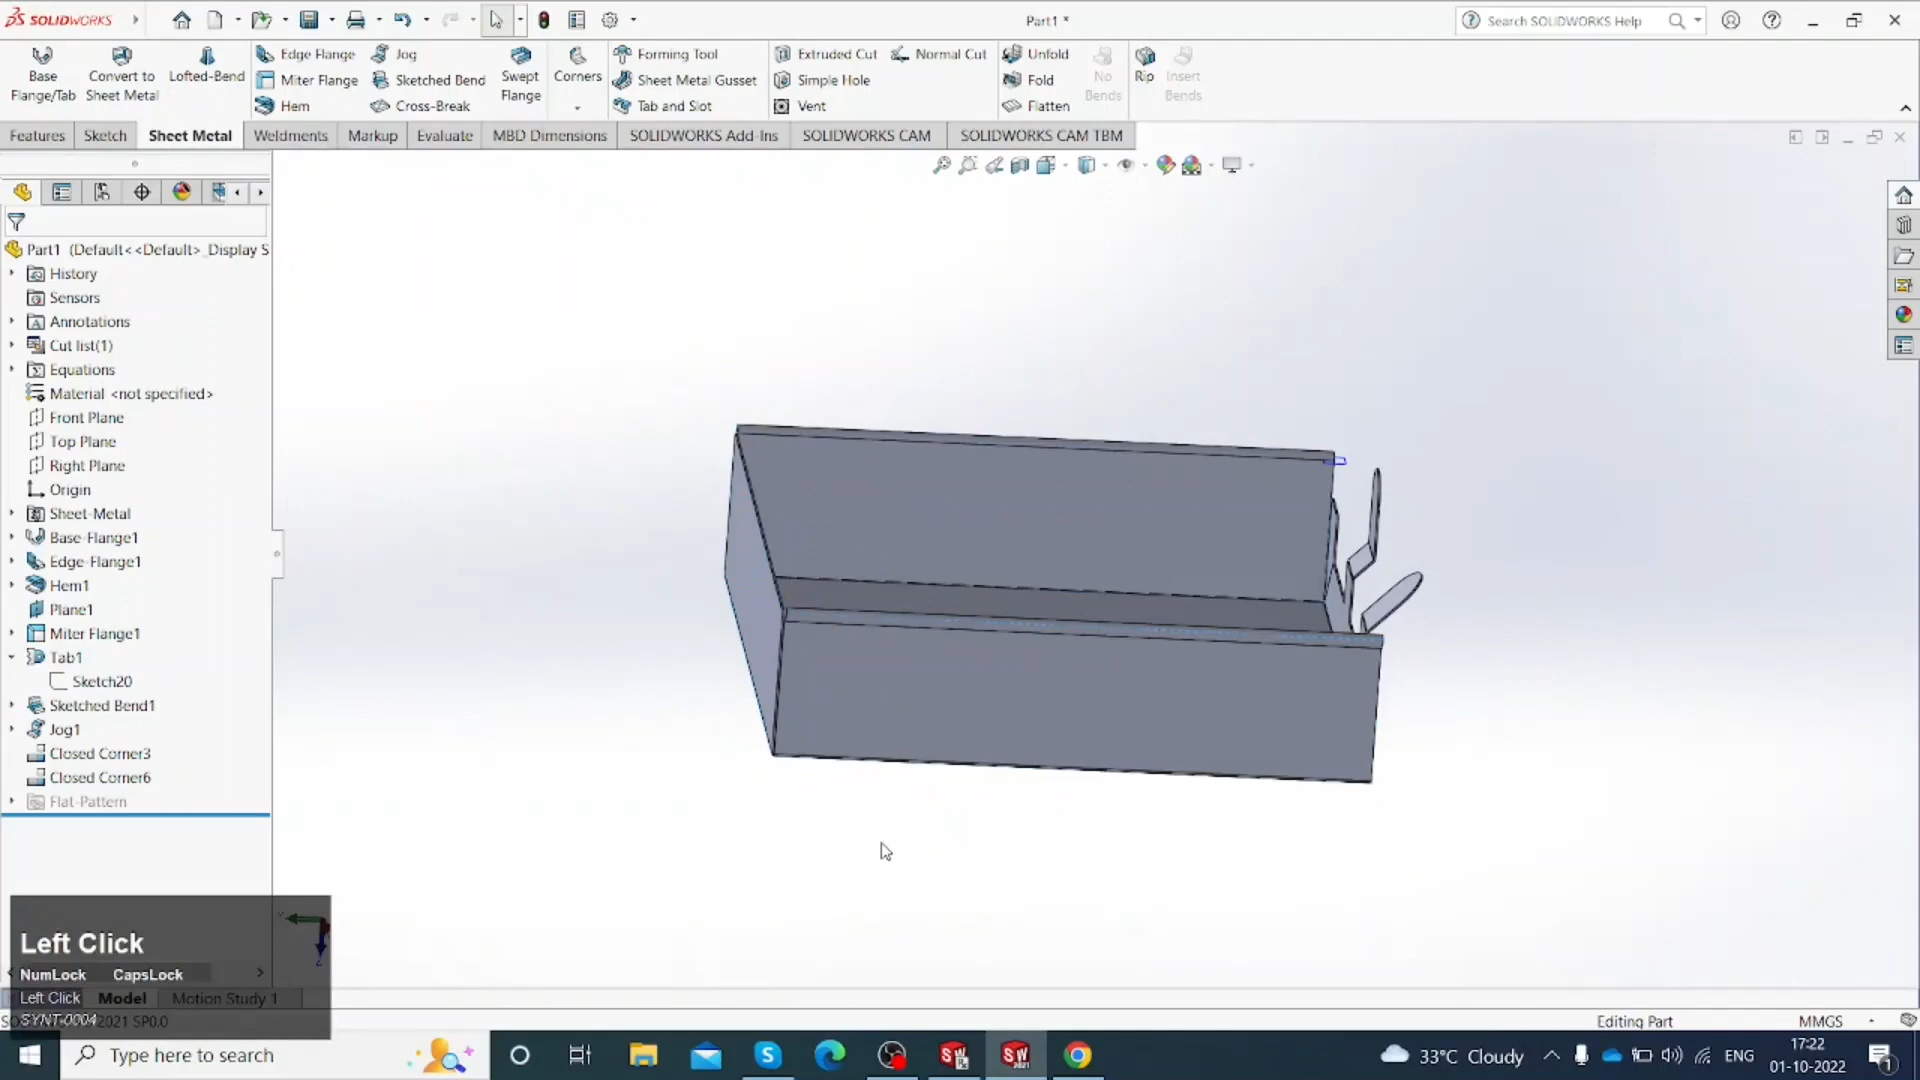 SOLIDWORKS
Part1 *
Search SOLIDWORKS Help
Base Flange/Tab
Convert to Sheet Metal
Lofted-Bend
Edge Flange
Miter Flange
Hem
Jog
Sketched Bend
Cross-Break
Swept Flange
Corners
Forming Tool
Sheet Metal Gusset
Tab and Slot
Extruded Cut
Simple Hole
Vent
Normal Cut
Unfold
Fold
Flatten
No Bends
Rip
Insert Bends
Features Sketch Sheet Metal Weldments Markup Evaluate MBD Dimensions SOLIDWORKS Add-Ins SOLIDWORKS CAM SOLIDWORKS CAM TBM
Part1 (Default<<Default>_Display S
History
Sensors
Annotations
Cut list(1)
Equations
Material <not specified>
Front Plane
Top Plane
Right Plane
Origin
Sheet-Metal
Base-Flange1
Edge-Flange1
Hem1
Plane1
Miter Flange1
Tab1
Sketch20
Sketched Bend1
Jog1
Closed Corner3
Closed Corner6
Flat-Pattern
Left Click
NumLock CapsLock
Left Click Model Motion Study 1
SYNT-0004
2021 SP0.0
Editing Part
MMGS
Type here to search
33°C Cloudy
ENG
17:22
01-10-2022